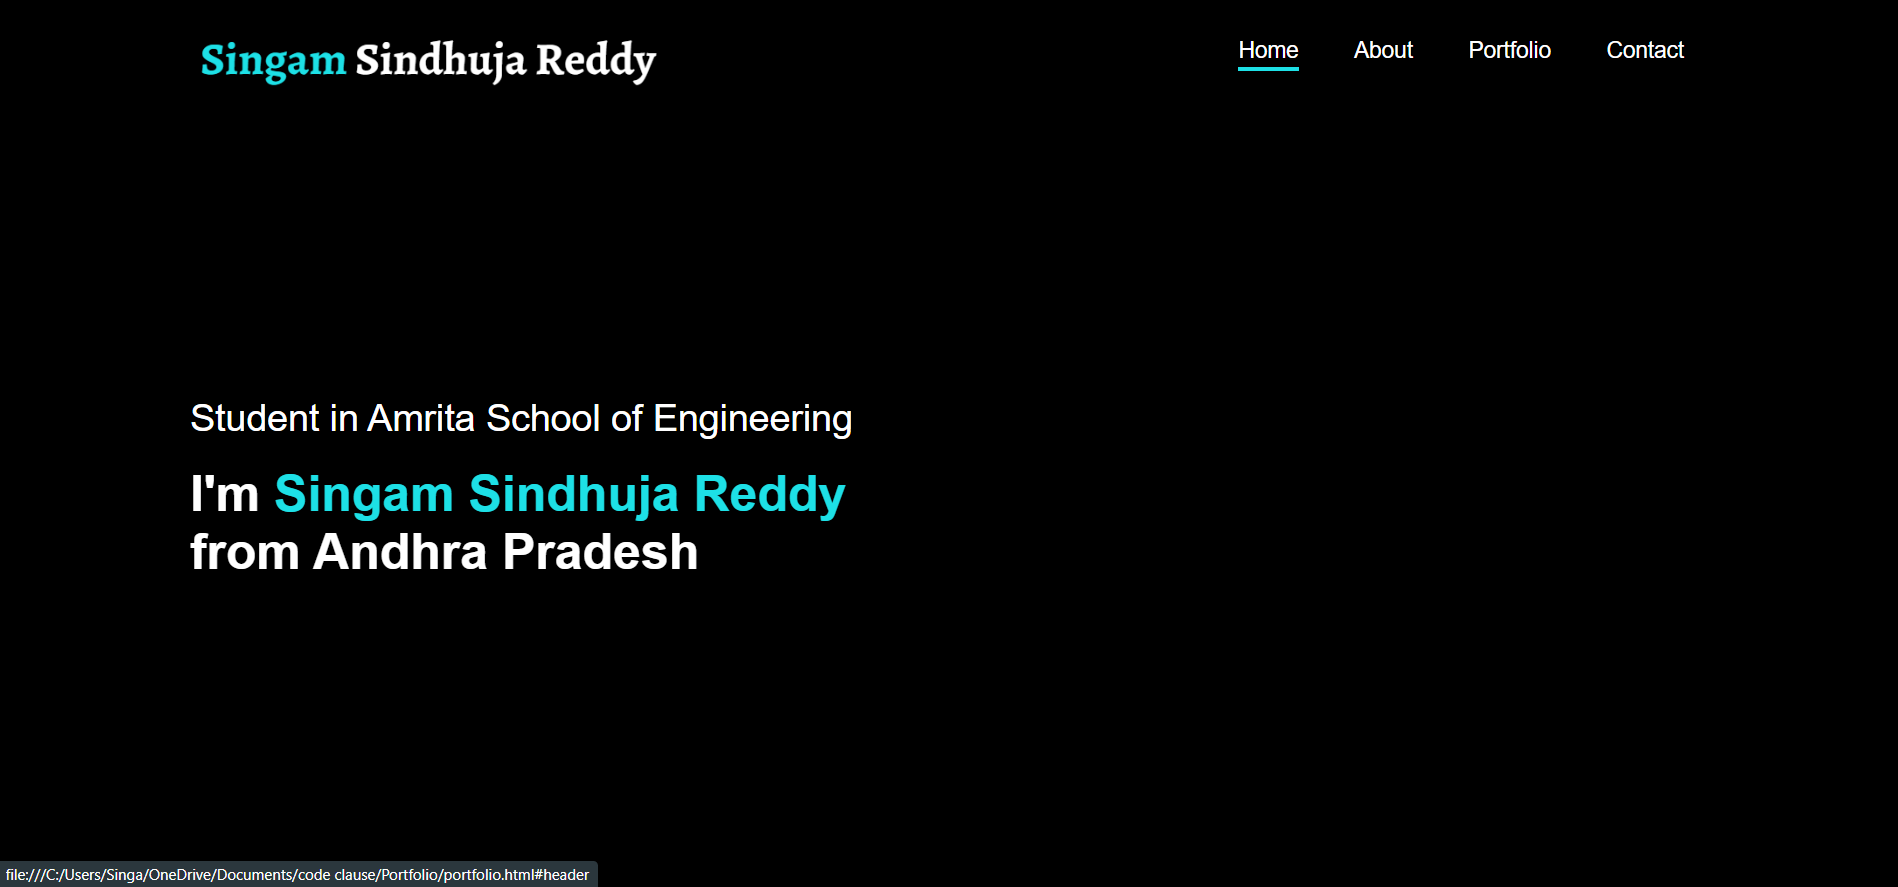 Singam Sindhuja Reddy
Home About Portfolio Contact
Student in Amrita School of Engineering
I'm Singam Sindhuja Reddy
from Andhra Pradesh
file:///C:/Users/Singa/OneDrive/Documents/code clause/Portfolio/portfolio.html#header